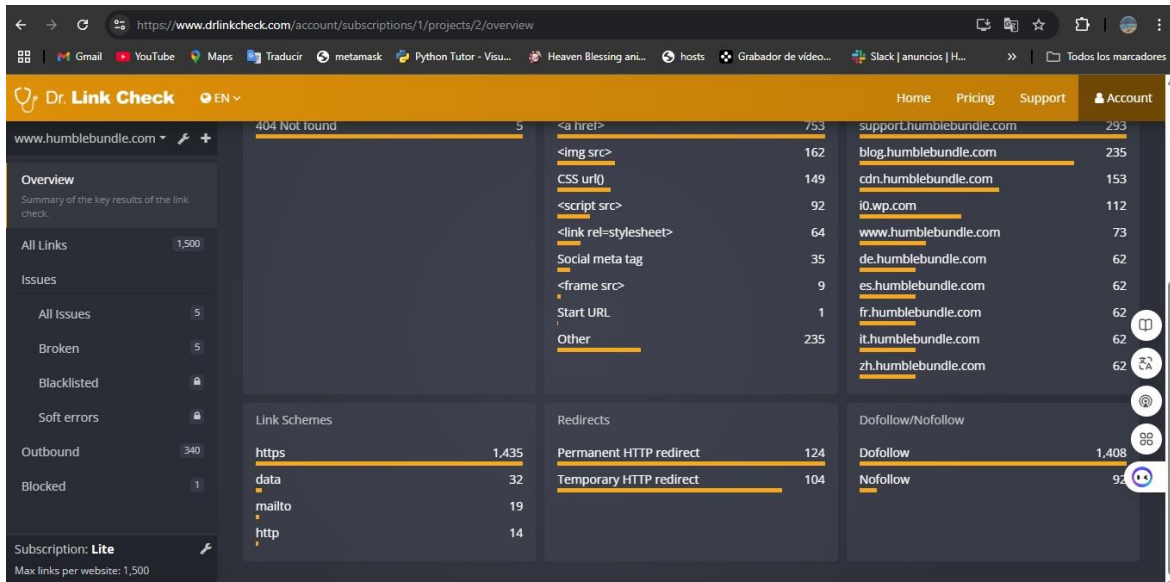 https://www.drlinkcheck.com/account/subscriptions/1/projects/2/overview
Gmail
YouTube
Maps
Traducir
metamask
Python Tutor - Visu...
Heaven Blessing ani...
hosts
Grabador de vídeo...
Slack | anuncios | H...
»
Todos los marcadores
Dr. Link Check
EN
Home
Pricing
Support
Account
www.humblebundle.com
Overview
Summary of the key results of the link
check.
All Links 1,500
Issues
All Issues 5
Broken 5
Blacklisted
Soft errors
Outbound 340
Blocked 1
Subscription: Lite
Max links per website: 1,500
404 Not found 5
<a href> 753
<img src> 162
CSS url() 149
<script src> 92
<link rel=stylesheet> 64
Social meta tag 35
<frame src> 9
Start URL 1
Other 235
support.humblebundle.com 293
blog.humblebundle.com 235
cdn.humblebundle.com 153
i0.wp.com 112
www.humblebundle.com 73
de.humblebundle.com 62
es.humblebundle.com 62
fr.humblebundle.com 62
it.humblebundle.com 62
zh.humblebundle.com 62
Link Schemes
https 1,435
data 32
mailto 19
http 14
Redirects
Permanent HTTP redirect 124
Temporary HTTP redirect 104
Dofollow/Nofollow
Dofollow 1,408
Nofollow 92